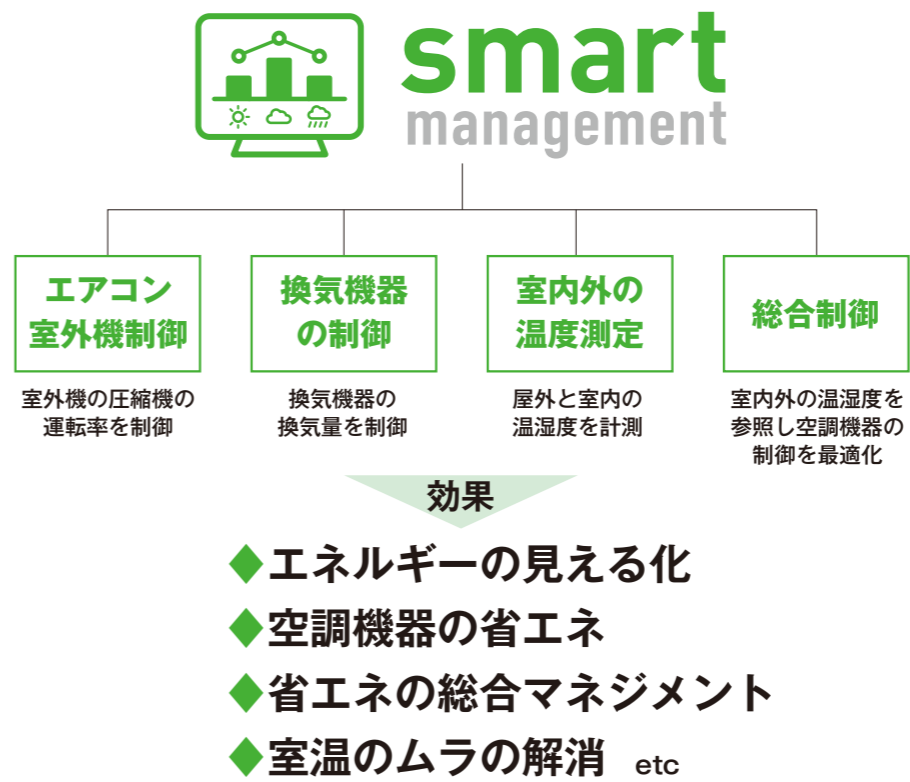 smart
management
エアコン
室外機制御
換気機器
の制御
室内外の
温度測定
総合制御
室外機の圧縮機の
運転率を制御
換気機器の
換気量を制御
屋外と室内の
温湿度を計測
室内外の温湿度を
参照し空調機器の
制御を最適化
効果
◆エネルギーの見える化
◆空調機器の省エネ
◆省エネの総合マネジメント
◆室温のムラの解消 etc